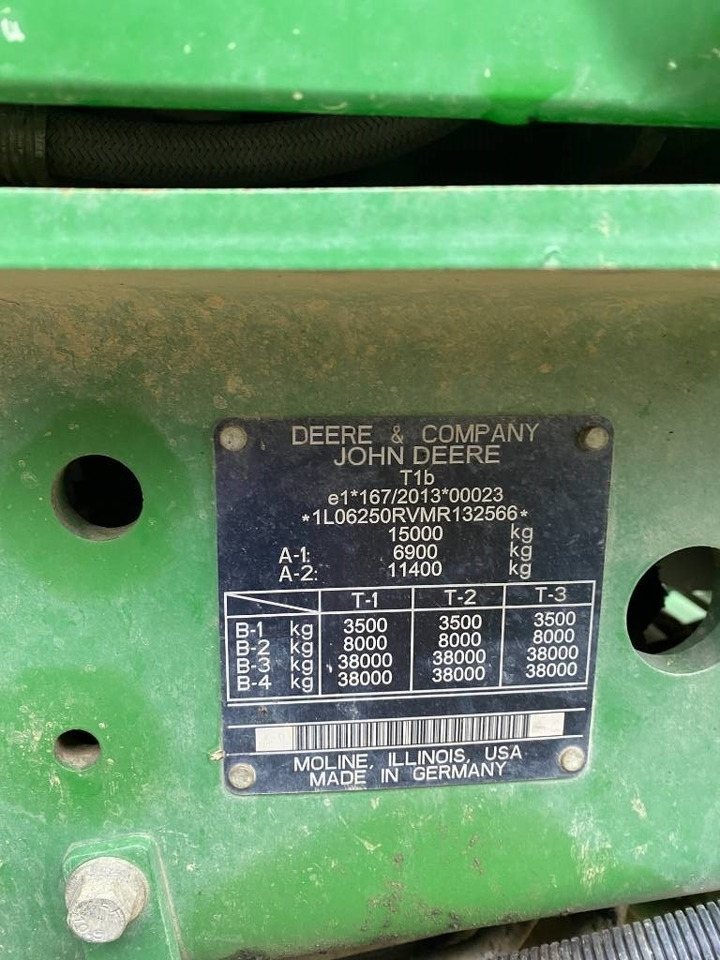 DEERE & COMPANY
JOHN DEERE
T1b
e1*167/2013*00023
*1L06250RVMR132566*
15000 kg
A-1: 6900 kg
A-2: 11400 kg
T-1 T-2 T-3
B-1 kg 3500 3500 3500
B-2 kg 8000 8000 8000
B-3 kg 38000 38000 38000
B-4 kg 38000 38000 38000
MOLINE, ILLINOIS, USA
MADE IN GERMANY